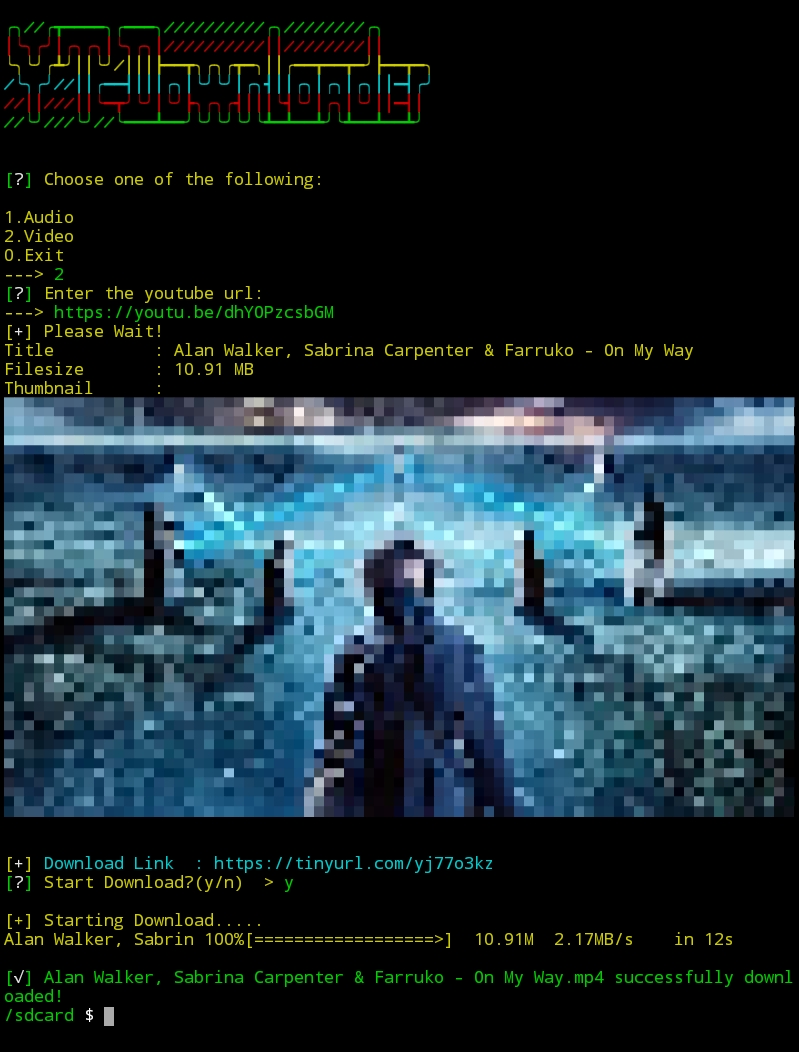 [?] Choose one of the following:
1.Audio
2.Video
0.Exit
---> 2
[?] Enter the youtube url:
---> https://youtu.be/dhYOPzcsbGM
[+] Please Wait!
Title : Alan Walker, Sabrina Carpenter & Farruko - On My Way
Filesize : 10.91 MB
Thumbnail :
[+] Download Link : https://tinyurl.com/yj77o3kz
[?] Start Download?(y/n) > y
[+] Starting Download.....
Alan Walker, Sabrin 100%[==================>] 10.91M 2.17MB/s in 12s
[√] Alan Walker, Sabrina Carpenter & Farruko - On My Way.mp4 successfully downl
oaded!
/sdcard $